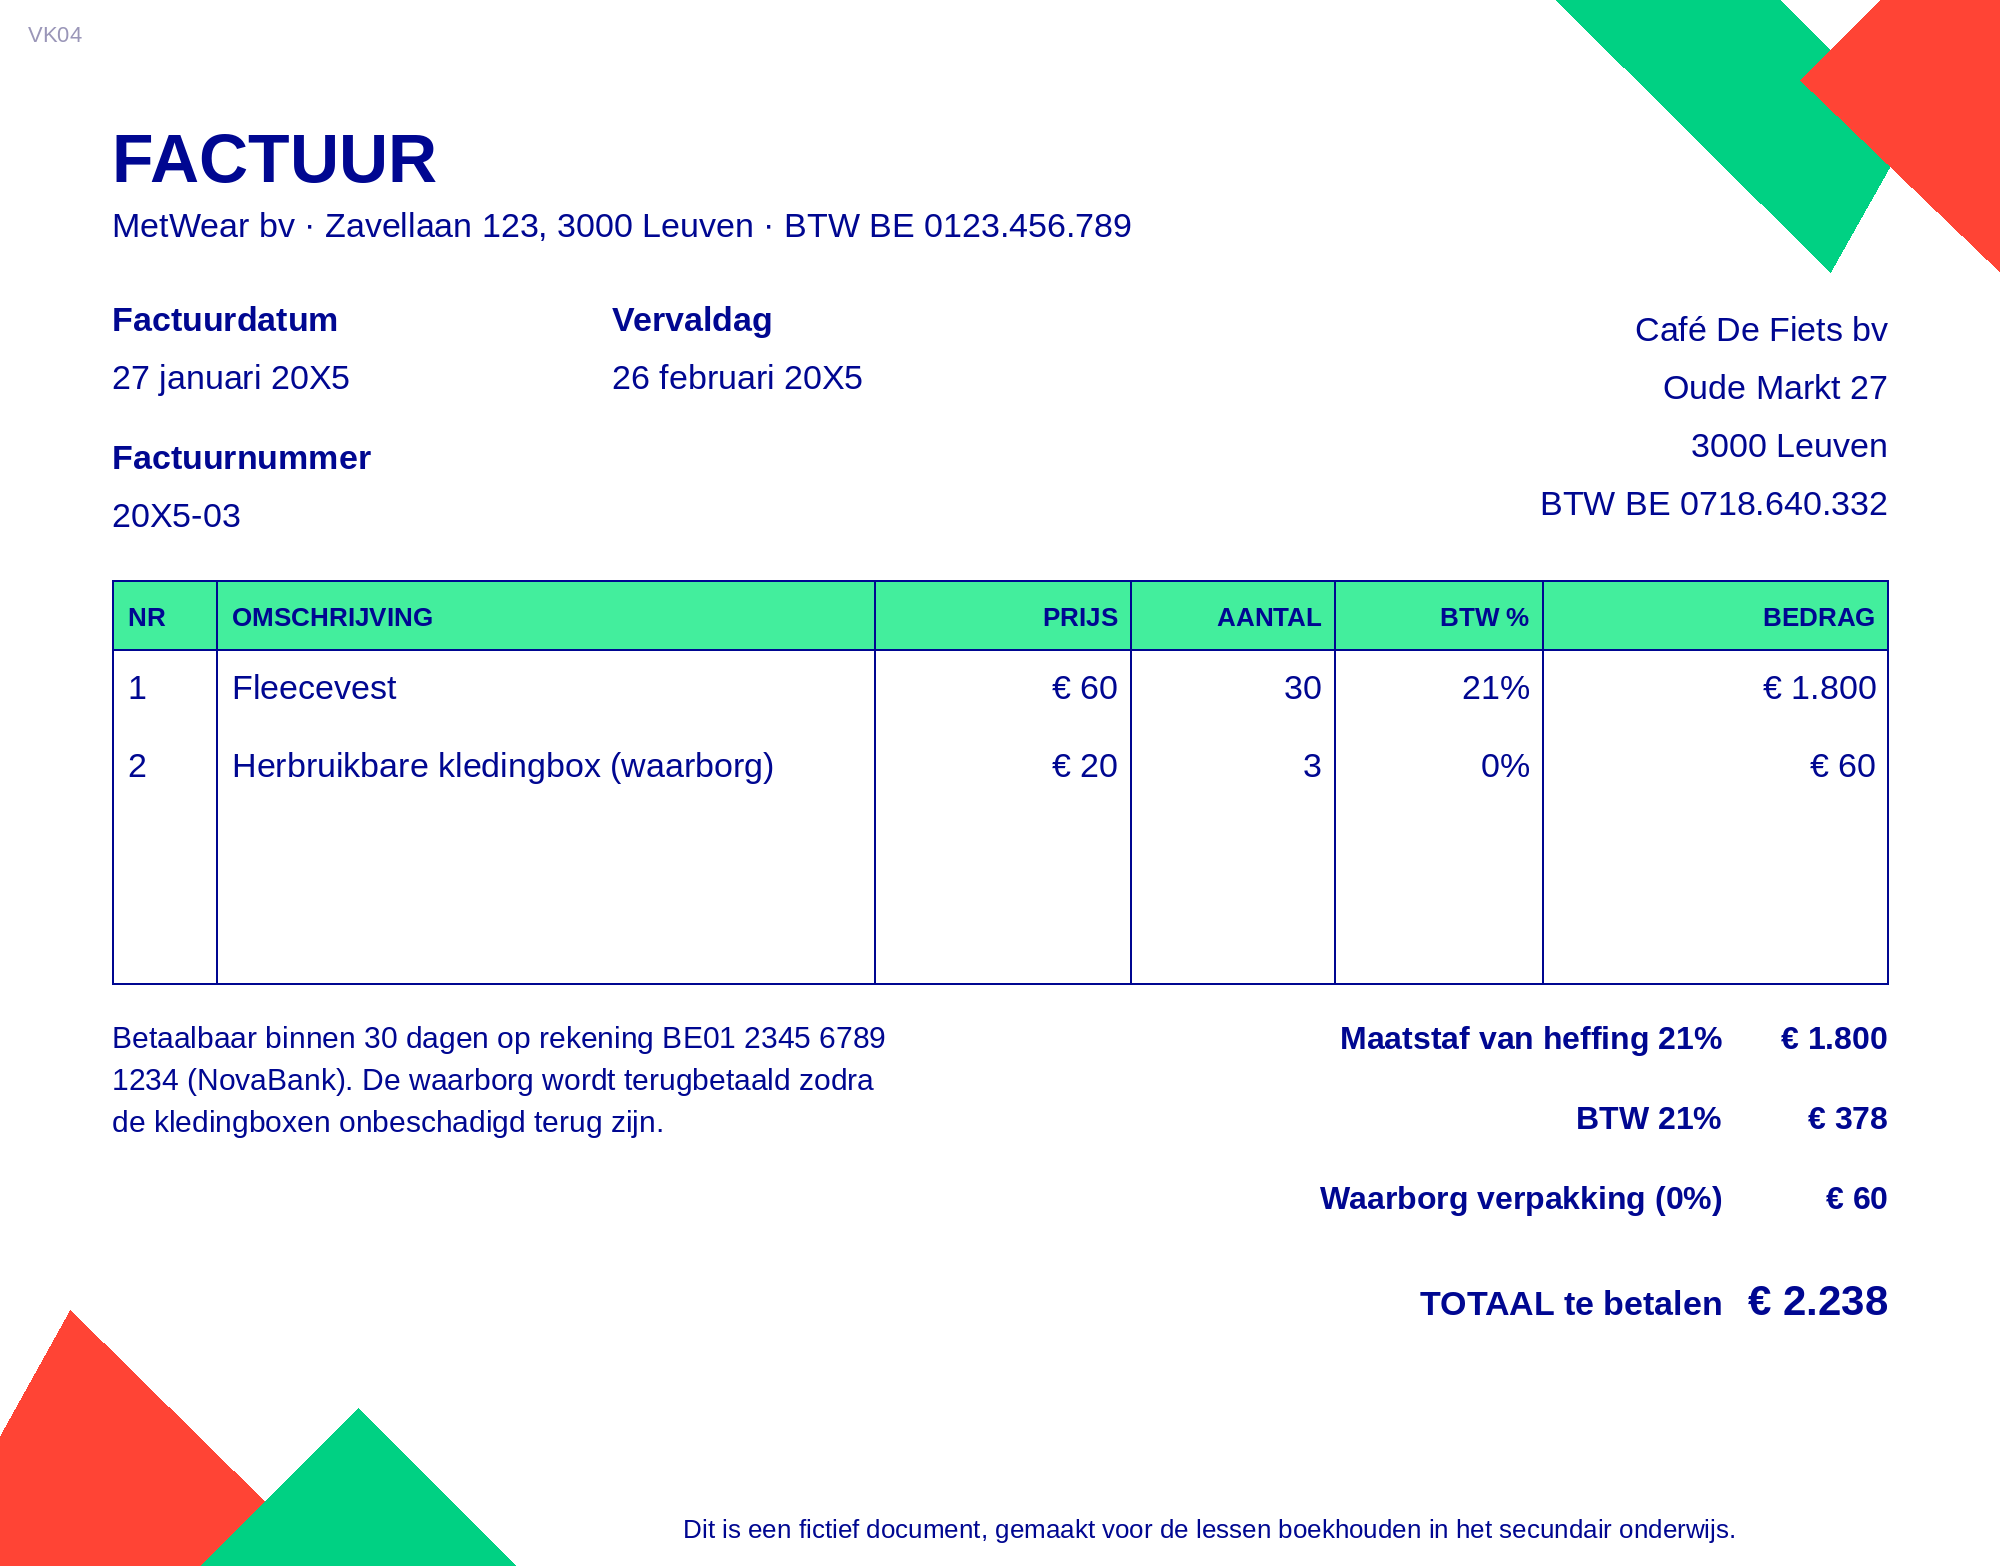 VK04
FACTUUR
MetWear bv · Zavellaan 123, 3000 Leuven · BTW BE 0123.456.789
Factuurdatum
27 januari 20X5
Vervaldag
26 februari 20X5
Factuurnummer
20X5-03
Café De Fiets bv
Oude Markt 27
3000 Leuven
BTW BE 0718.640.332
NR OMSCHRIJVING PRIJS AANTAL BTW % BEDRAG
1 Fleecevest € 60 30 21% € 1.800
2 Herbruikbare kledingbox (waarborg) € 20 3 0% € 60
Betaalbaar binnen 30 dagen op rekening BE01 2345 6789
1234 (NovaBank). De waarborg wordt terugbetaald zodra
de kledingboxen onbeschadigd terug zijn.
Maatstaf van heffing 21% € 1.800
BTW 21% € 378
Waarborg verpakking (0%) € 60
TOTAAL te betalen € 2.238
Dit is een fictief document, gemaakt voor de lessen boekhouden in het secundair onderwijs.